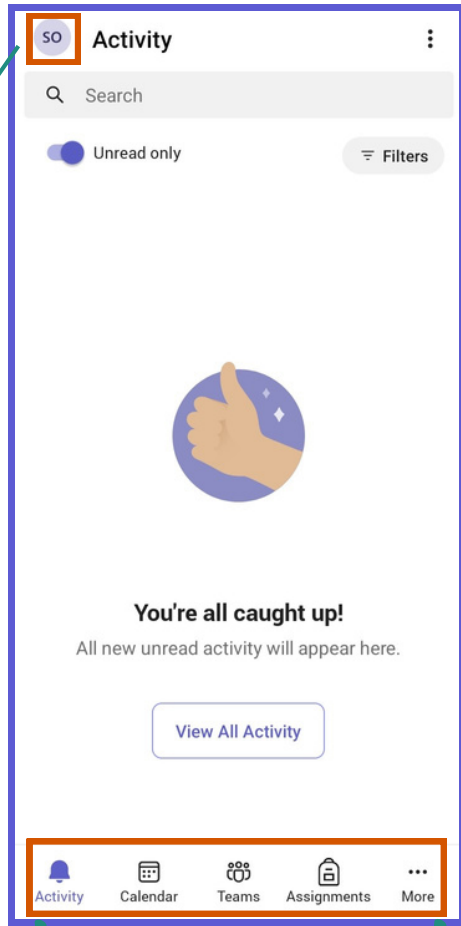 SO Activity
Search
Unread only Filters
You're all caught up!
All new unread activity will appear here.
View All Activity
Activity Calendar Teams Assignments More